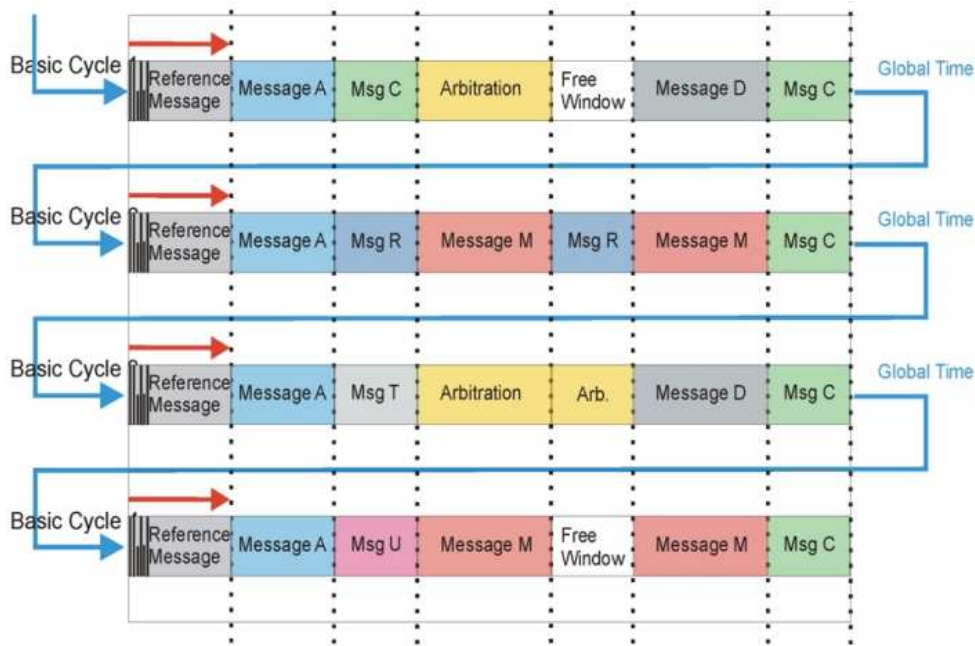 Basic Cycle
Reference
Message
Message A
Msg C
Arbitration
Free
Window
Message D
Msg C
Global Time
Basic Cycle
Reference
Message
Message A
Msg R
Message M
Msg R
Message M
Msg C
Global Time
Basic Cycle
Reference
Message
Message A
Msg T
Arbitration
Arb.
Message D
Msg C
Global Time
Basic Cycle
Reference
Message
Message A
Msg U
Message M
Free
Window
Message M
Msg C